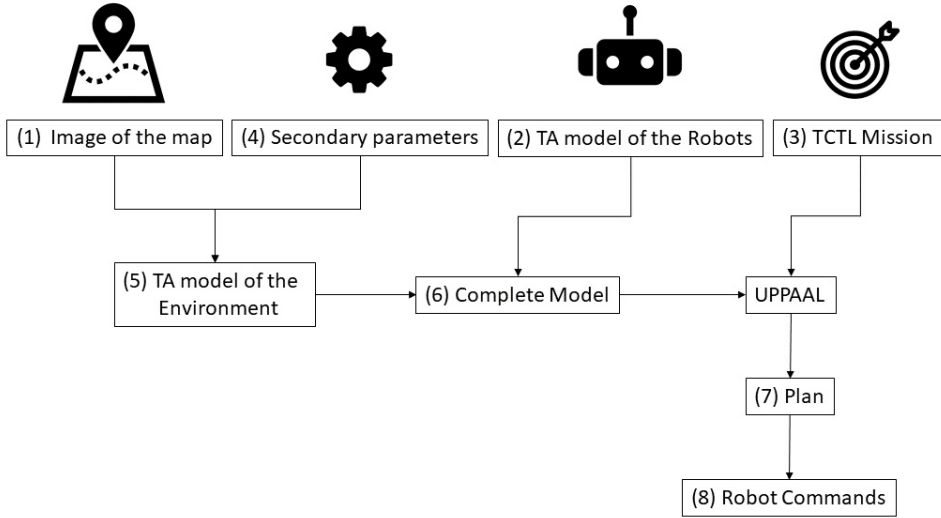 (1) Image of the map
(4) Secondary parameters
(2) TA model of the Robots
(3) TCTL Mission
(5) TA model of the
Environment
(6) Complete Model
UPPAAL
(7) Plan
(8) Robot Commands